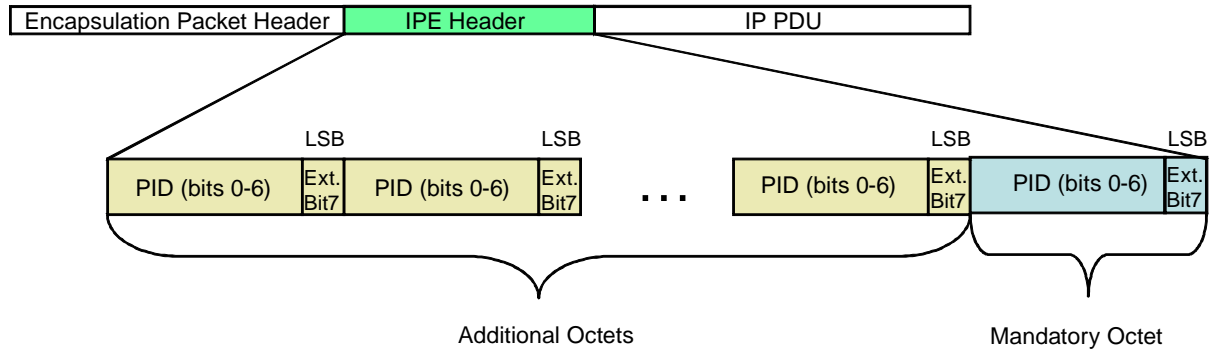 Encapsulation Packet Header IPE Header IP PDU
LSB LSB LSB LSB
PID (bits 0-6) Ext. Bit7 PID (bits 0-6) Ext. Bit7 ... PID (bits 0-6) Ext. Bit7 PID (bits 0-6) Ext. Bit7
Additional Octets Mandatory Octet